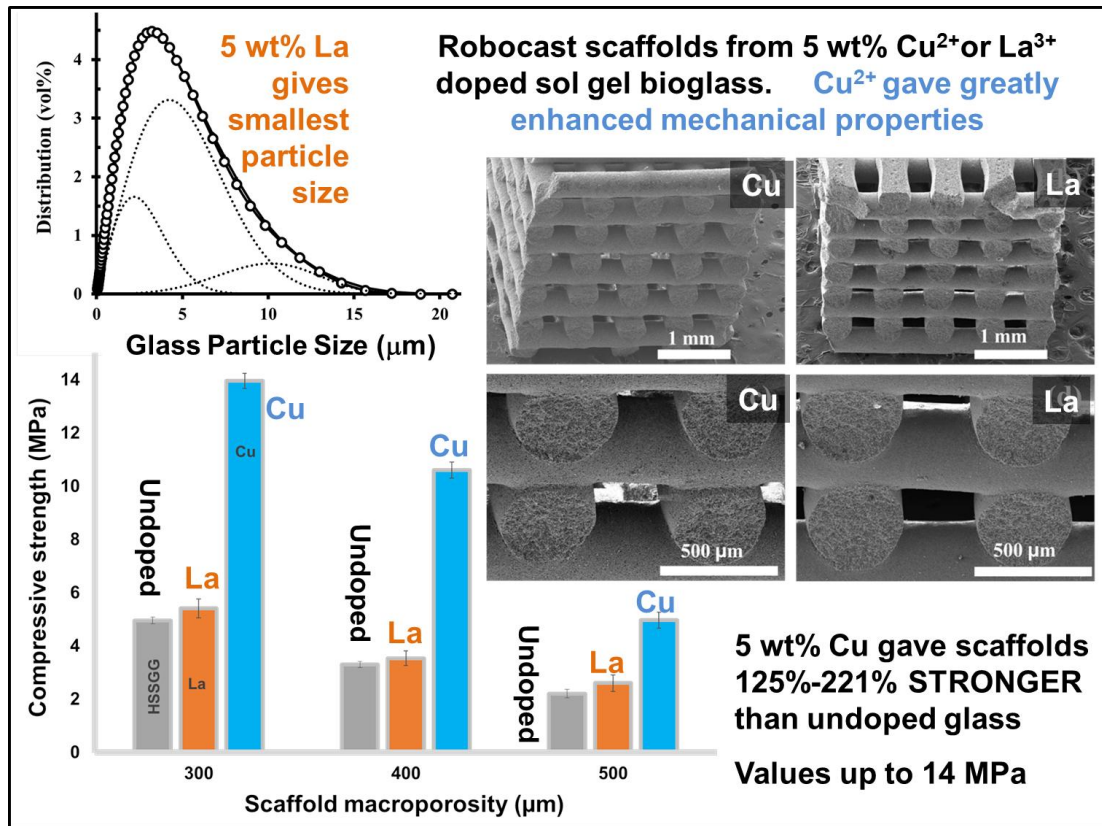 5 wt% La
gives
smallest
particle
size
Distribution (vol%)
4
3
4
2
1
0
0
5
10
15
20
Glass Particle Size (μm)
Robocast scaffolds from 5 wt% Cu²⁺or La³⁺
doped sol gel bioglass. Cu²⁺ gave greatly
enhanced mechanical properties
Cu
1 mm
La
1 mm
Cu
500 µm
(d)
La
500 µm
Compressive strength (MPa)
14
12
10
8
6
4
2
0
Undoped
HSSGG
La
La
Cu
Cu
Undoped
La
Cu
Undoped
La
Cu
300
400
500
Scaffold macroporosity (µm)
5 wt% Cu gave scaffolds
125%-221% STRONGER
than undoped glass
Values up to 14 MPa